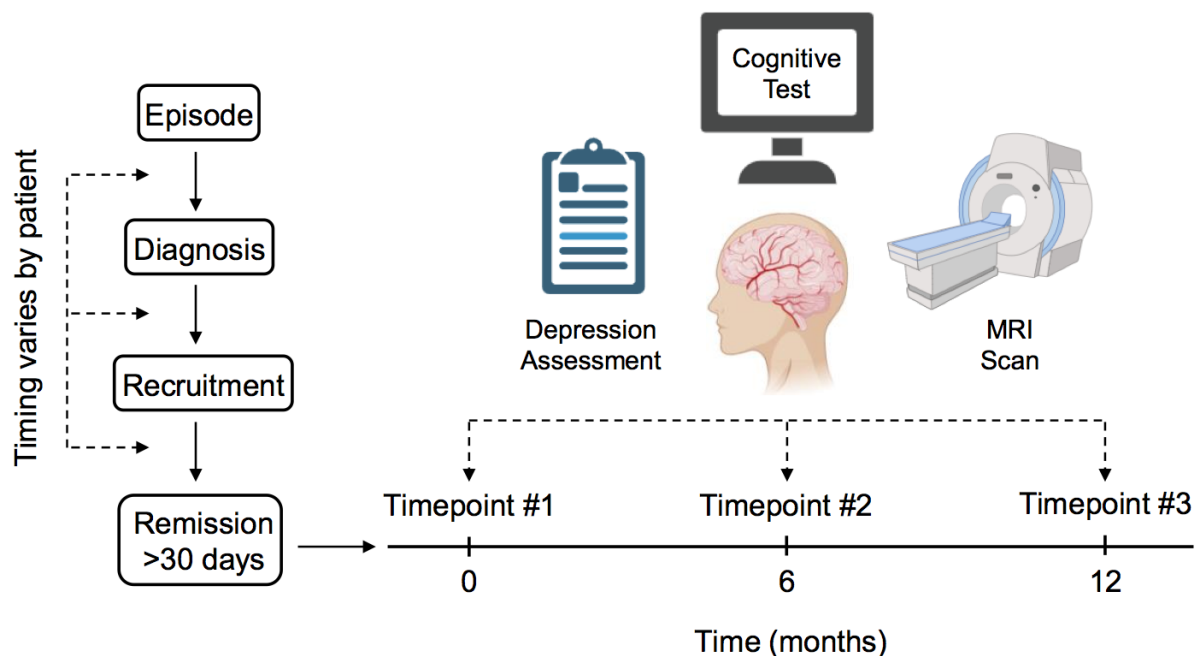 Timing varies by patient
Episode
Diagnosis
Recruitment
Remission
>30 days
Cognitive
Test
Depression
Assessment
MRI
Scan
Timepoint #1
Timepoint #2
Timepoint #3
0
6
12
Time (months)